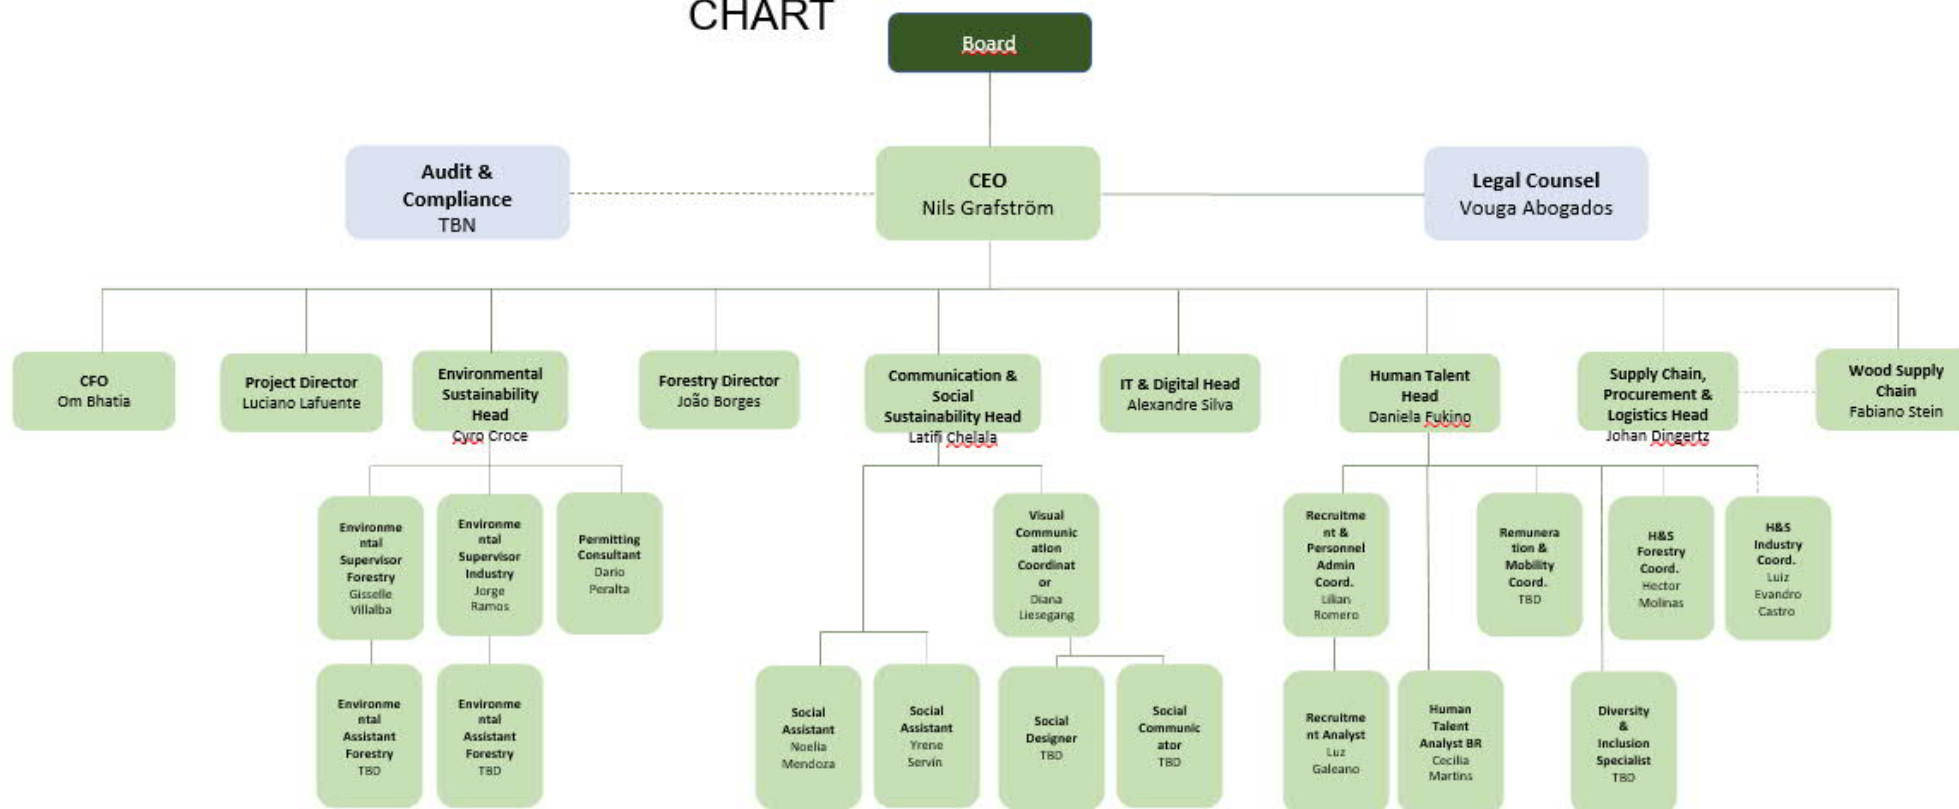 CHART
Board
Audit &
Compliance
TBN
CEO
Nils Grafström
Legal Counsel
Vouga Abogados
CFO
Om Bhatia
Project Director
Luciano Lafuente
Environmental
Sustainability
Head
Cyro Croce
Forestry Director
João Borges
Communication &
Social
Sustainability Head
Latifi Chelala
IT & Digital Head
Alexandre Silva
Human Talent
Head
Daniela Fukino
Supply Chain,
Procurement &
Logistics Head
Johan Dingertz
Wood Supply
Chain
Fabiano Stein
Environme
ntal
Supervisor
Forestry
Gisselle
Villalba
Environme
ntal
Supervisor
Industry
Jorge
Ramos
Permitting
Consultant
Dario
Peralta
Visual
Communic
ation
Coordinat
or
Diana
Liesegang
Recruitme
nt &
Personnel
Admin
Coord.
Lilian
Romero
Remunera
tion &
Mobility
Coord.
TBD
H&S
Forestry
Coord.
Hector
Molinas
H&S
Industry
Coord.
Luiz
Evandro
Castro
Environme
ntal
Assistant
Forestry
TBD
Environme
ntal
Assistant
Forestry
TBD
Social
Assistant
Noelia
Mendoza
Social
Assistant
Yrene
Servin
Social
Designer
TBD
Social
Communic
ator
TBD
Recruitme
nt Analyst
Luz
Galeano
Human
Talent
Analyst BR
Cecilia
Martins
Diversity
&
Inclusion
Specialist
TBD